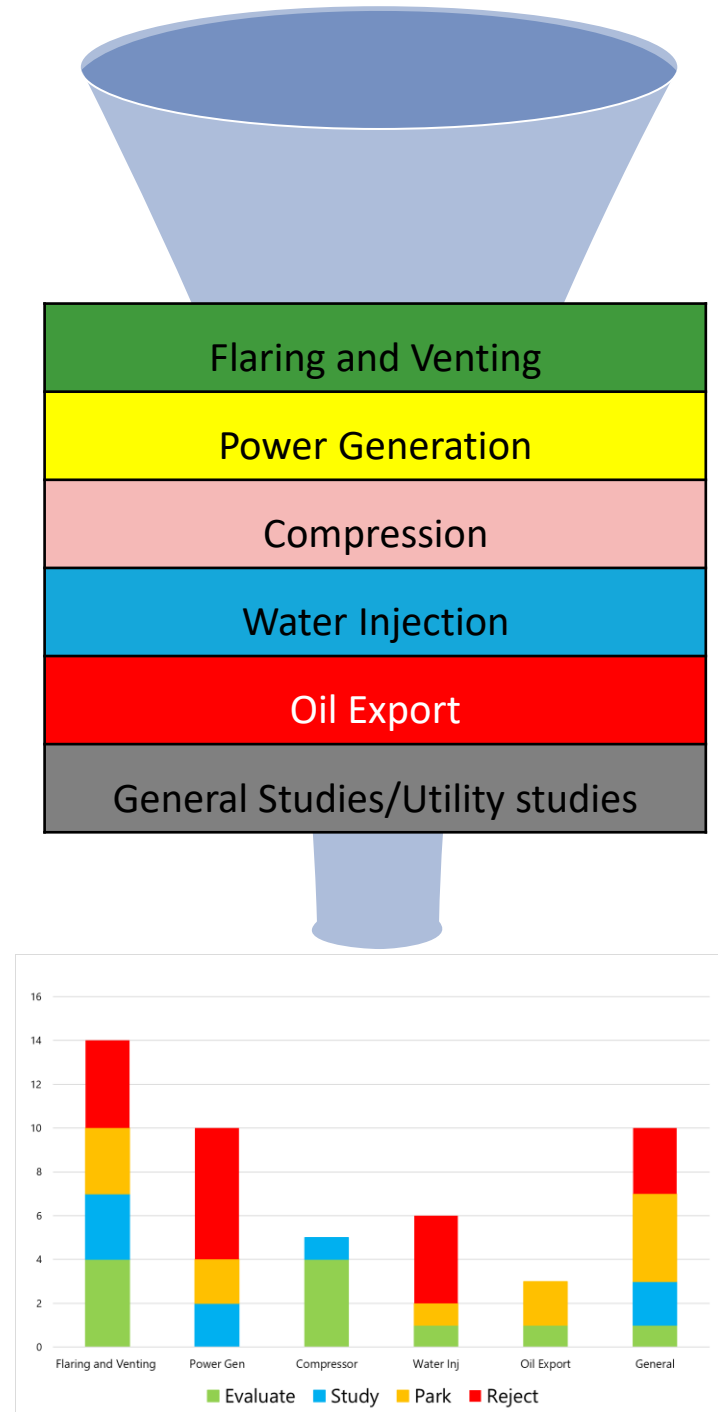 Flaring and Venting
Power Generation
Compression
Water Injection
Oil Export
General Studies/Utility studies
16
14
12
10
8
6
4
2
0
Flaring and Venting Power Gen Compressor Water Inj Oil Export General
Evaluate Study Park Reject